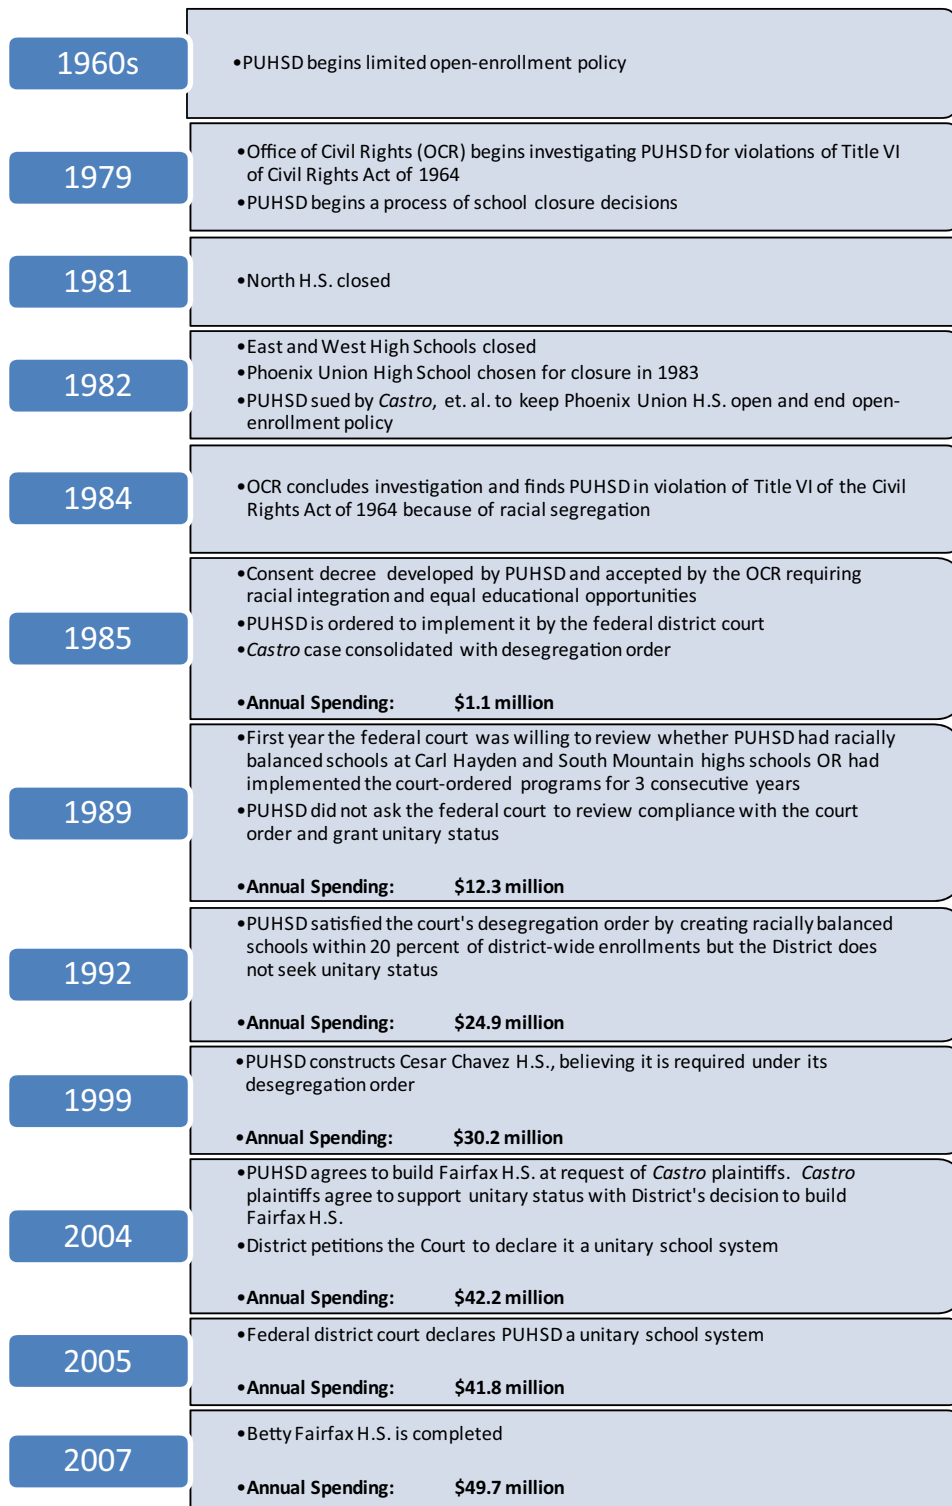 1960s
•PUHSD begins limited open-enrollment policy
1979
•Office of Civil Rights (OCR) begins investigating PUHSD for violations of Title VI
of Civil Rights Act of 1964
•PUHSD begins a process of school closure decisions
1981
•North H.S. closed
1982
•East and West High Schools closed
•Phoenix Union High School chosen for closure in 1983
•PUHSD sued by Castro, et. al. to keep Phoenix Union H.S. open and end open-
enrollment policy
1984
•OCR concludes investigation and finds PUHSD in violation of Title VI of the Civil
Rights Act of 1964 because of racial segregation
1985
•Consent decree developed by PUHSD and accepted by the OCR requiring
racial integration and equal educational opportunities
•PUHSD is ordered to implement it by the federal district court
•Castro case consolidated with desegregation order
•Annual Spending: $1.1 million
1989
•First year the federal court was willing to review whether PUHSD had racially
balanced schools at Carl Hayden and South Mountain highs schools OR had
implemented the court-ordered programs for 3 consecutive years
•PUHSD did not ask the federal court to review compliance with the court
order and grant unitary status
•Annual Spending: $12.3 million
1992
•PUHSD satisfied the court's desegregation order by creating racially balanced
schools within 20 percent of district-wide enrollments but the District does
not seek unitary status
•Annual Spending: $24.9 million
1999
•PUHSD constructs Cesar Chavez H.S., believing it is required under its
desegregation order
•Annual Spending: $30.2 million
2004
•PUHSD agrees to build Fairfax H.S. at request of Castro plaintiffs. Castro
plaintiffs agree to support unitary status with District's decision to build
Fairfax H.S.
•District petitions the Court to declare it a unitary school system
•Annual Spending: $42.2 million
2005
•Federal district court declares PUHSD a unitary school system
•Annual Spending: $41.8 million
2007
•Betty Fairfax H.S. is completed
•Annual Spending: $49.7 million